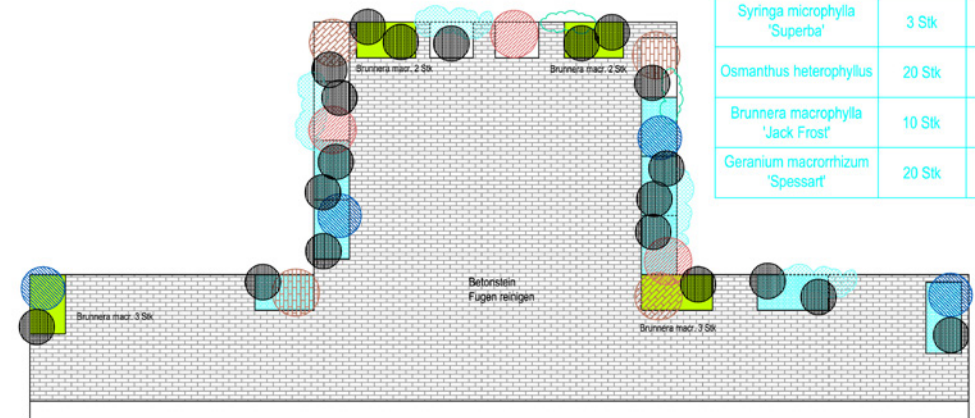 Syringa microphylla
'Superba'
3 Stk
Osmanthus heterophyllus
20 Stk
Brunnera macrophylla
'Jack Frost'
10 Stk
Geranium macrorrhizum
'Spessart'
20 Stk
Brunnera macr. 2 Stk
Brunnera macr. 2 Stk
Betonstein
Fugen reinigen
Brunnera macr. 3 Stk
Brunnera macr. 3 Stk